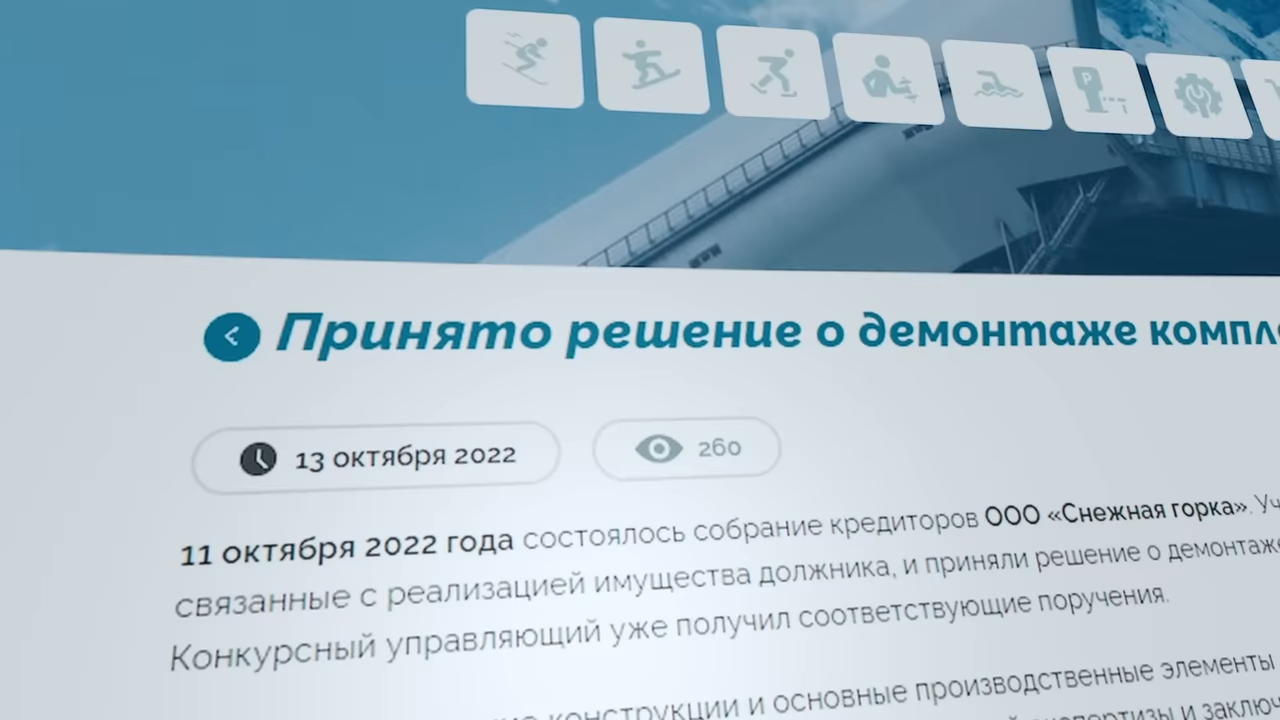 P
Принято решение о демонтаже
13 октября 2022
260
11 октября 2022 года состоялось собрание кредиторов ООО «Снежная горка».
связанные с реализацией имущества должника, и приняли решение о демонтаже
Конкурсный управляющий уже получил соответствующие поручения.
конструкции и основные производственные элементы
экспертизы и